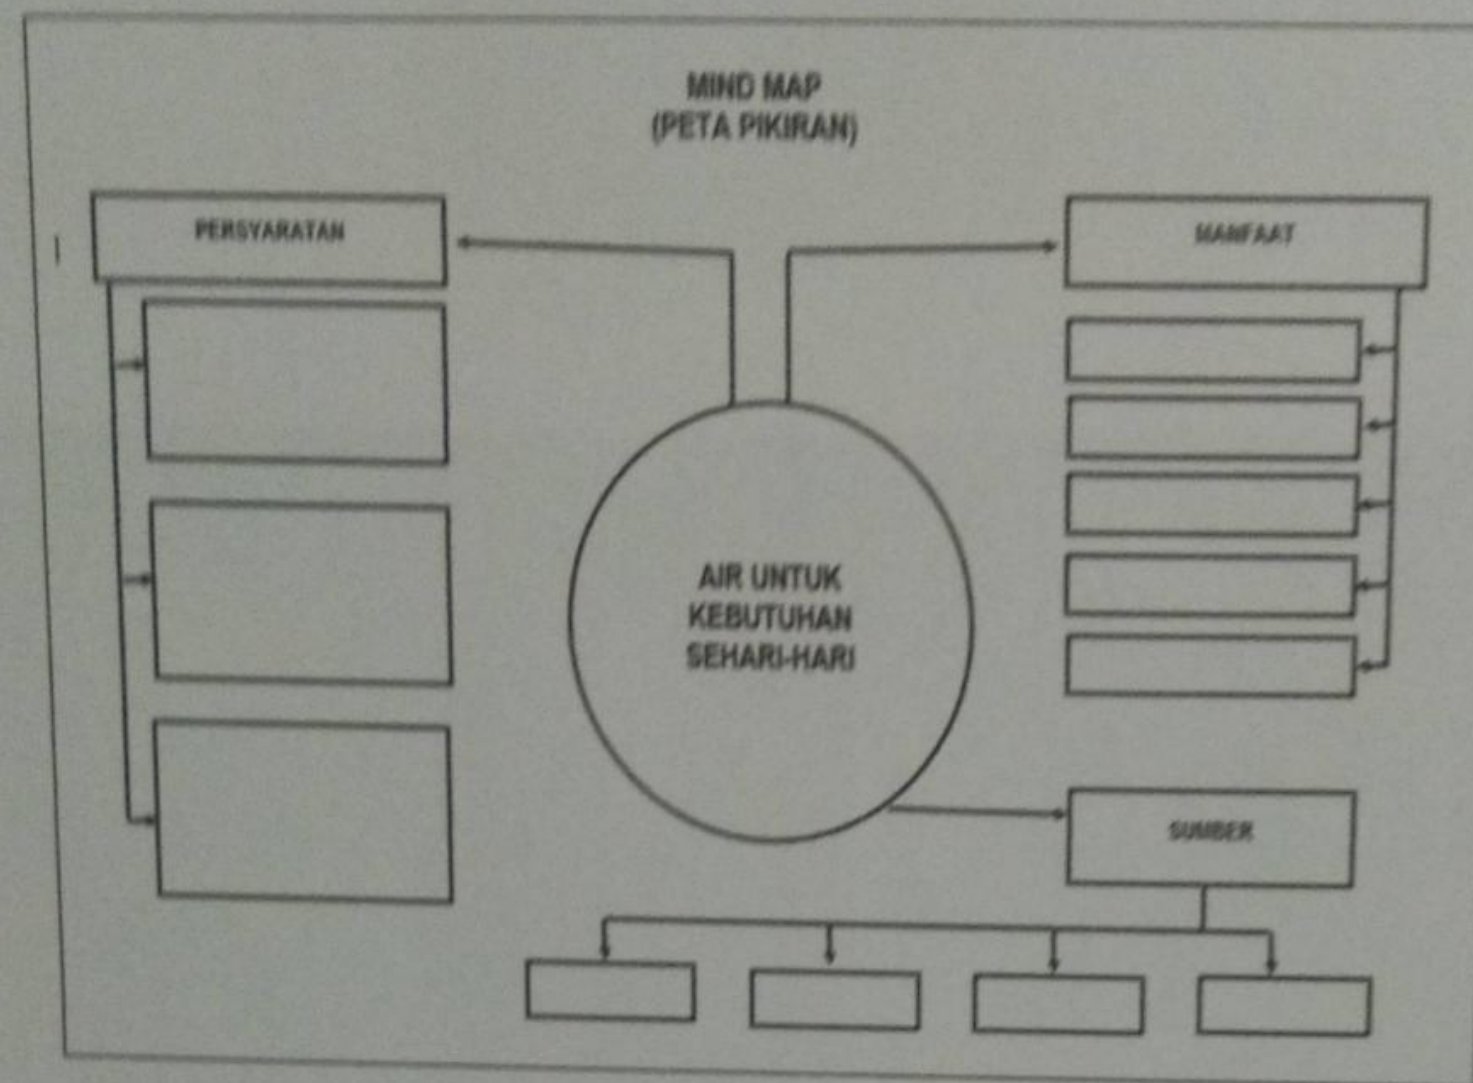 MIND MAP
(PETA PIKIRAN)
PERSYARATAN
MANFAAT
AIR UNTUK
KEBUTUHAN
SEHARI-HARI
SUMBER